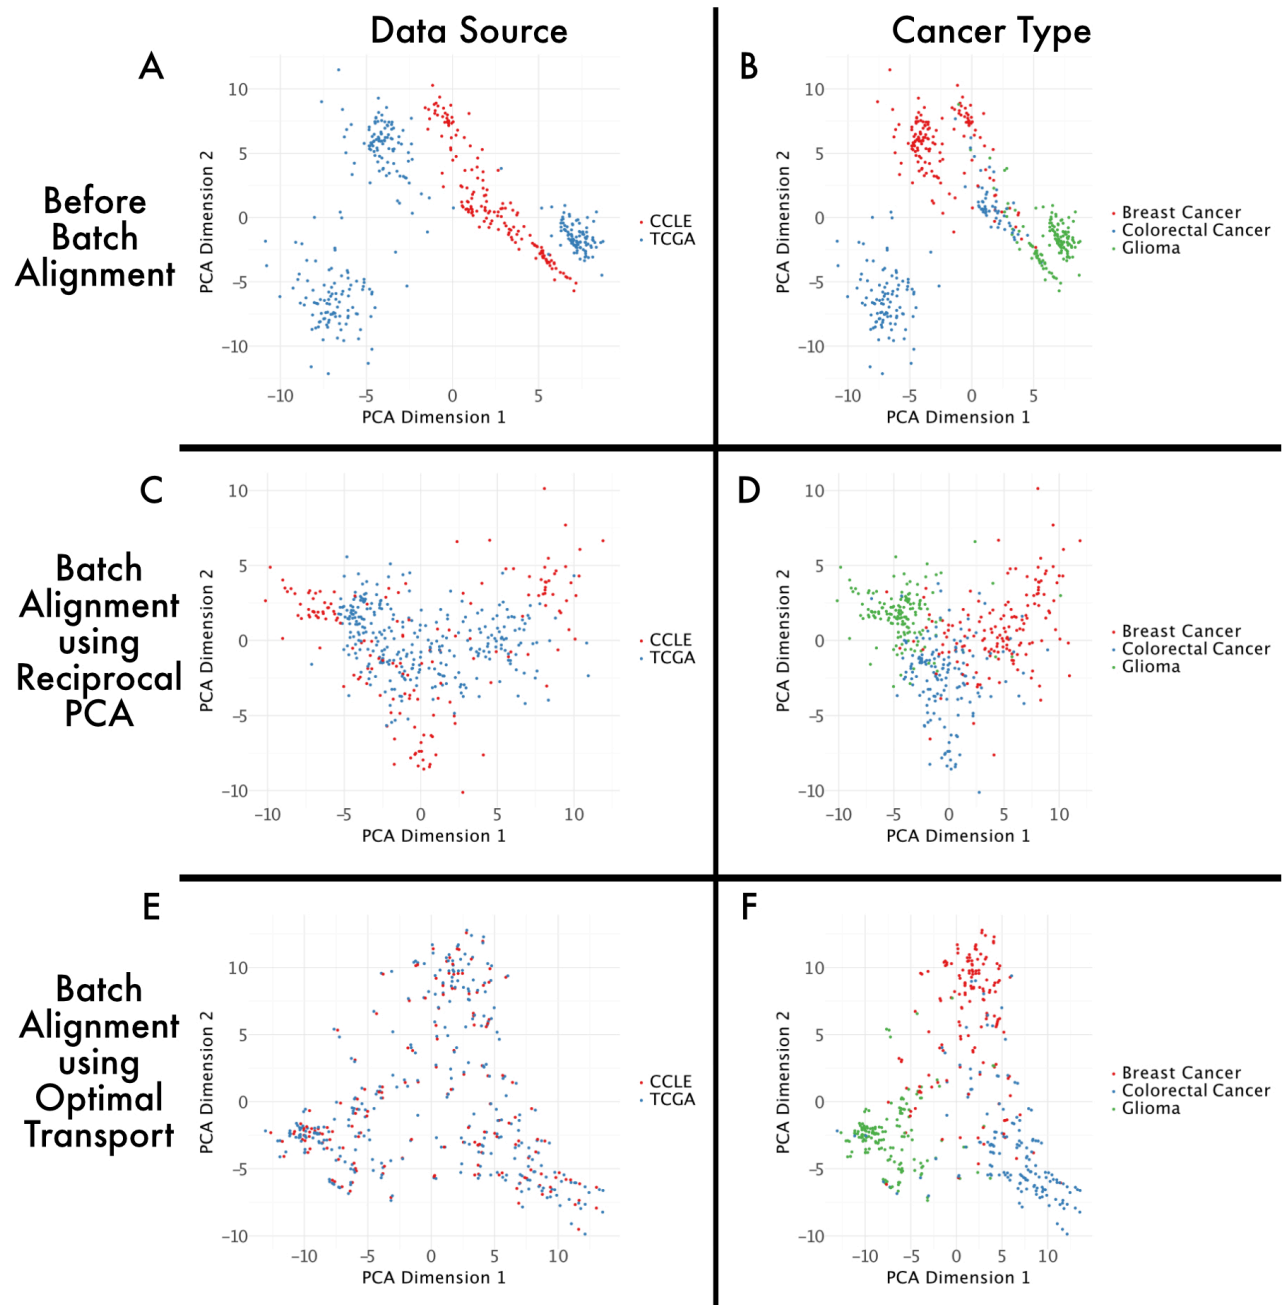 Data Source
Cancer Type
Before
Batch
Alignment
A
10
5
0
−5
−10
PCA Dimension 2
−10 −5 0 5
PCA Dimension 1
CCLE
TCGA
B
10
5
0
−5
−10
PCA Dimension 2
−10 −5 0 5
PCA Dimension 1
Breast Cancer
Colorectal Cancer
Glioma
Batch
Alignment
using
Reciprocal
PCA
C
10
5
0
−5
−10
PCA Dimension 2
−10 −5 0 5 10
PCA Dimension 1
CCLE
TCGA
D
10
5
0
−5
−10
PCA Dimension 2
−10 −5 0 5 10
PCA Dimension 1
Breast Cancer
Colorectal Cancer
Glioma
Batch
Alignment
using
Optimal
Transport
E
10
5
0
−5
−10
PCA Dimension 2
−10 −5 0 5 10
PCA Dimension 1
CCLE
TCGA
F
10
5
0
−5
−10
PCA Dimension 2
−10 −5 0 5 10
PCA Dimension 1
Breast Cancer
Colorectal Cancer
Glioma